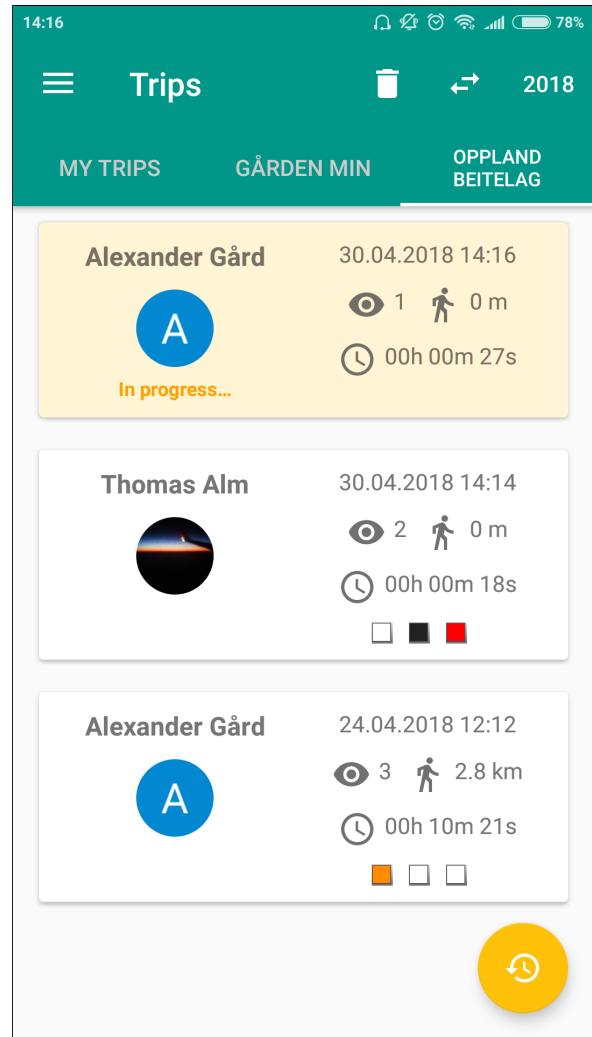 14:16
78%
Trips
2018
MY TRIPS
GÅRDEN MIN
OPPLAND
BEITELAG
Alexander Gård
30.04.2018 14:16
1
0 m
A
00h 00m 27s
In progress...
Thomas Alm
30.04.2018 14:14
2
0 m
00h 00m 18s
Alexander Gård
24.04.2018 12:12
3
2.8 km
A
00h 10m 21s